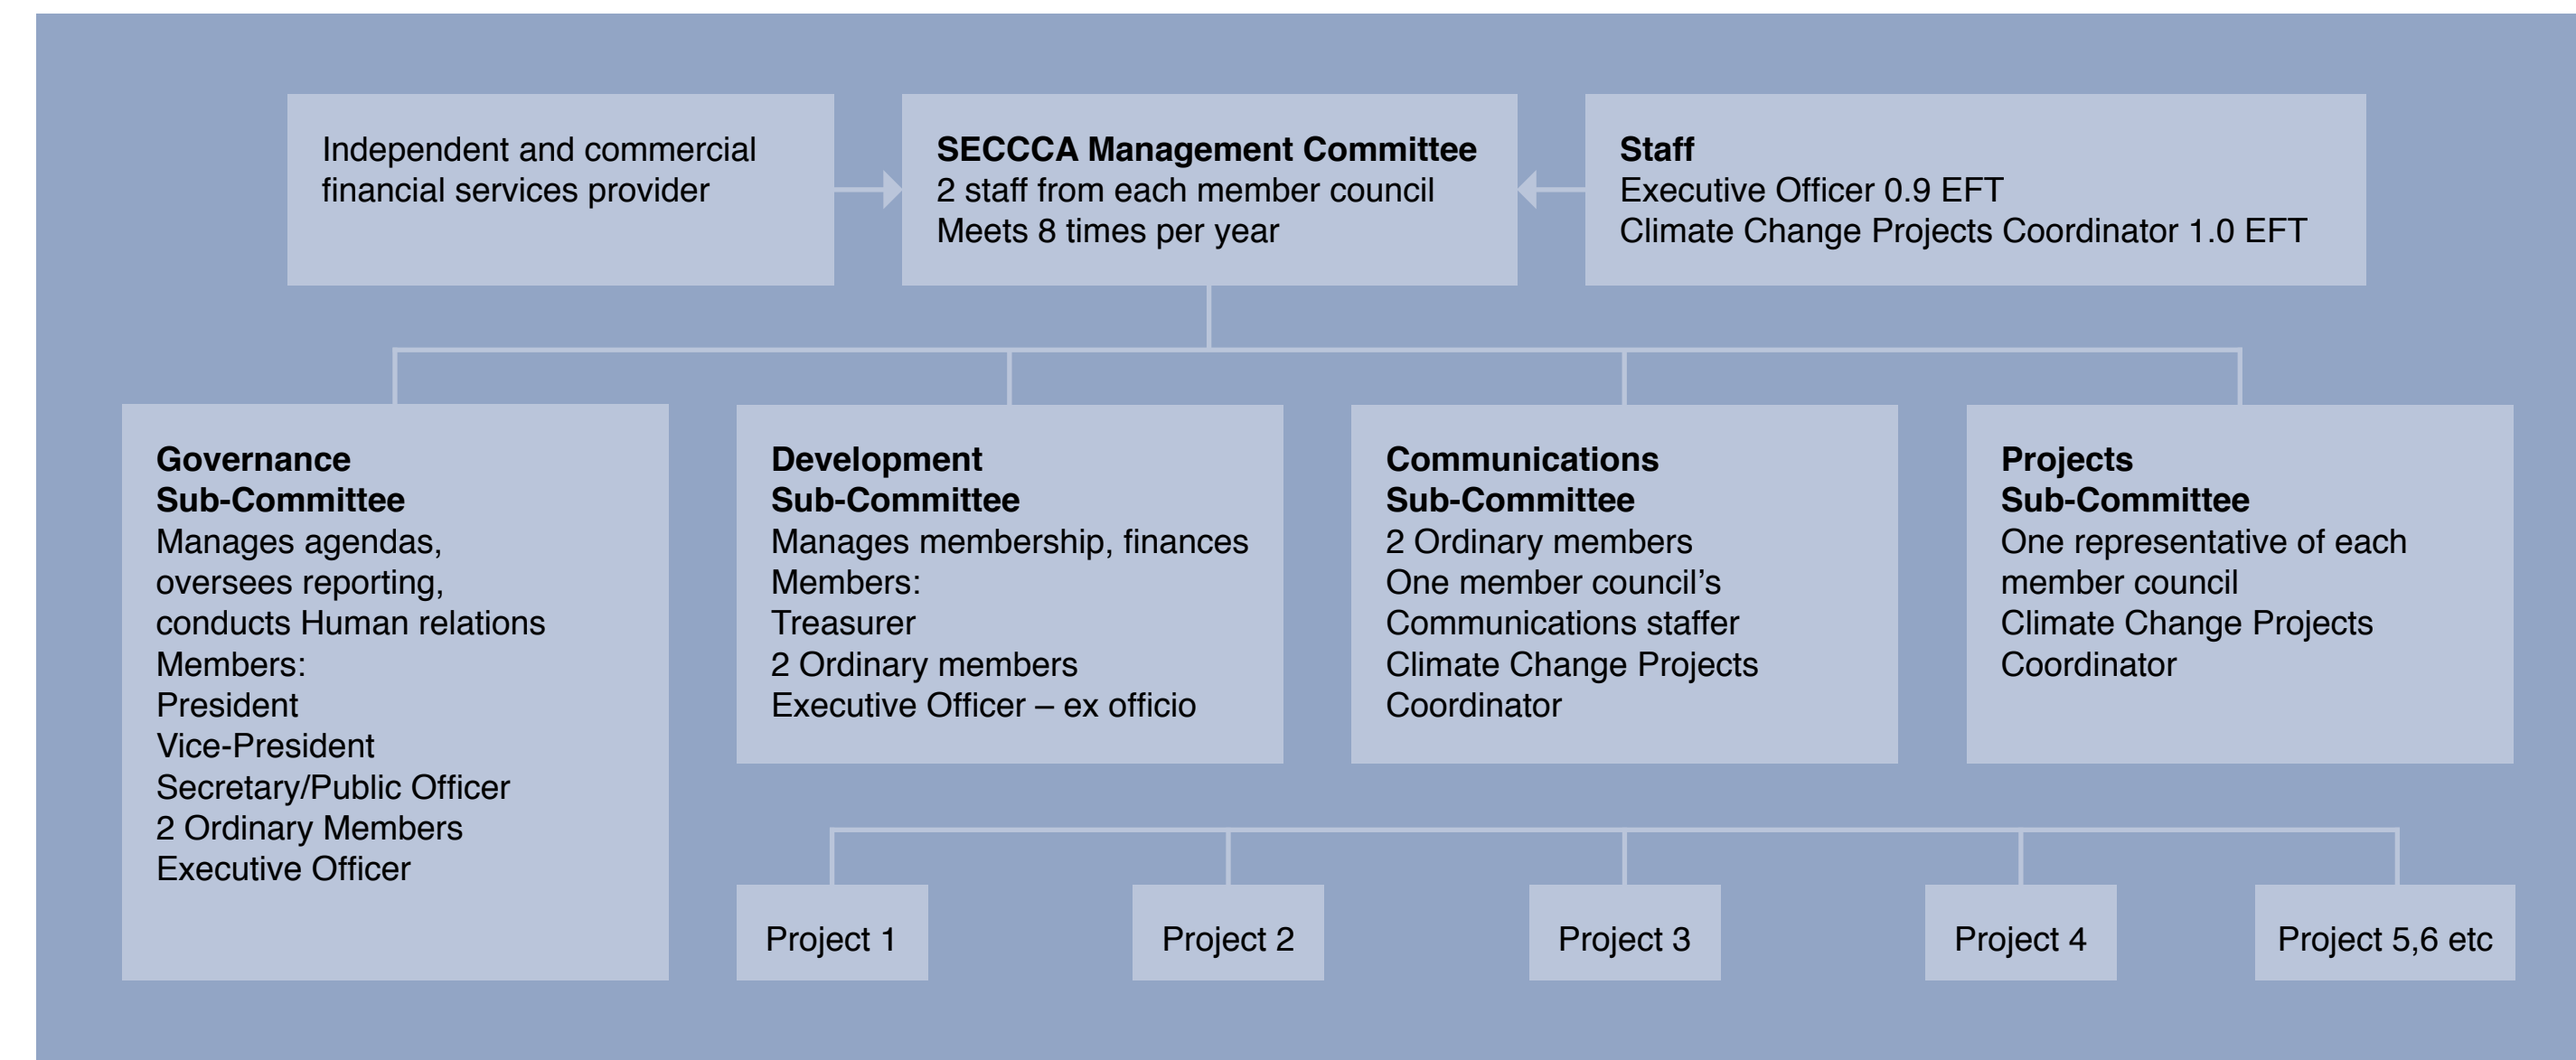 Independent and commercial
financial services provider
SECCCA Management Committee
2 staff from each member council
Meets 8 times per year
Staff
Executive Officer 0.9 EFT
Climate Change Projects Coordinator 1.0 EFT
Governance
Sub-Committee
Manages agendas,
oversees reporting,
conducts Human relations
Members:
President
Vice-President
Secretary/Public Officer
2 Ordinary Members
Executive Officer
Development
Sub-Committee
Manages membership, finances
Members:
Treasurer
2 Ordinary members
Executive Officer – ex officio
Communications
Sub-Committee
2 Ordinary members
One member council’s
Communications staffer
Climate Change Projects
Coordinator
Projects
Sub-Committee
One representative of each
member council
Climate Change Projects
Coordinator
Project 1
Project 2
Project 3
Project 4
Project 5,6 etc